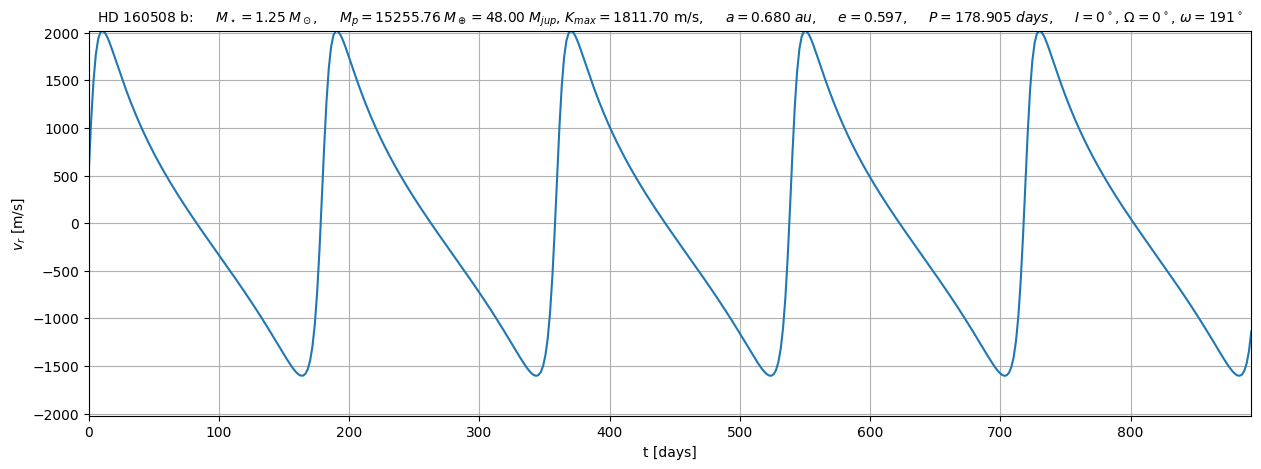 HD 160508 b: M⋆ = 1.25 M⊙, Mp = 15255.76 M⊕ = 48.00 Mjup, Kmax = 1811.70 m/s, a = 0.680 au, e = 0.597, P = 178.905 days, I = 0°, Ω = 0°, ω = 191°
2000
1500
1000
500
0
−500
−1000
−1500
−2000
vr [m/s]
0 100 200 300 400 500 600 700 800
t [days]